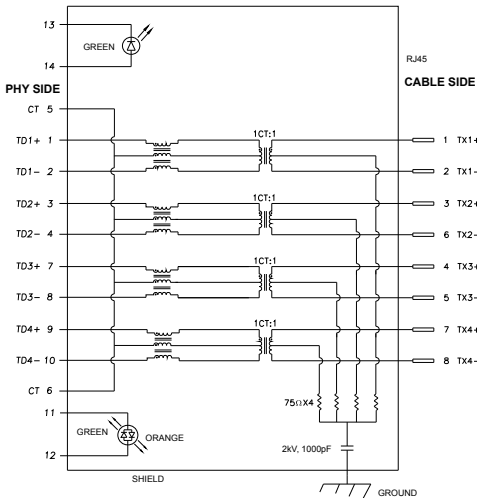 13
GREEN
14
RJ45
PHY SIDE
CABLE SIDE
CT 5
1CT:1
TD1+ 1
1 TX1+
TD1- 2
2 TX1-
1CT:1
TD2+ 3
3 TX2+
TD2- 4
6 TX2-
1CT:1
TD3+ 7
4 TX3+
TD3- 8
5 TX3-
1CT:1
TD4+ 9
7 TX4+
TD4- 10
8 TX4-
CT 6
75ΩX4
11
GREEN
ORANGE
2kV, 1000pF
12
SHIELD
GROUND